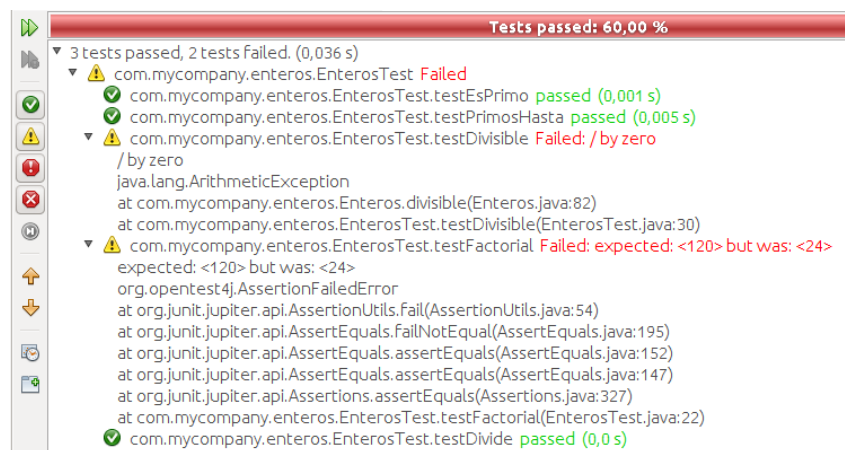 Tests passed: 60,00 %
3 tests passed, 2 tests failed. (0,036 s)
com.mycompany.enteros.EnterosTest Failed
com.mycompany.enteros.EnterosTest.testEsPrimo passed (0,001 s)
com.mycompany.enteros.EnterosTest.testPrimosHasta passed (0,005 s)
com.mycompany.enteros.EnterosTest.testDivisible Failed: / by zero
/ by zero
java.lang.ArithmeticException
at com.mycompany.enteros.Enteros.divisible(Enteros.java:82)
at com.mycompany.enteros.EnterosTest.testDivisible(EnterosTest.java:30)
com.mycompany.enteros.EnterosTest.testFactorial Failed: expected: <120> but was: <24>
expected: <120> but was: <24>
org.opentest4j.AssertionFailedError
at org.junit.jupiter.api.AssertionUtils.fail(AssertionUtils.java:54)
at org.junit.jupiter.api.AssertEquals.failNotEqual(AssertEquals.java:195)
at org.junit.jupiter.api.AssertEquals.assertEquals(AssertEquals.java:152)
at org.junit.jupiter.api.AssertEquals.assertEquals(AssertEquals.java:147)
at org.junit.jupiter.api.Assertions.assertEquals(Assertions.java:327)
at com.mycompany.enteros.EnterosTest.testFactorial(EnterosTest.java:22)
com.mycompany.enteros.EnterosTest.testDivide passed (0,0 s)